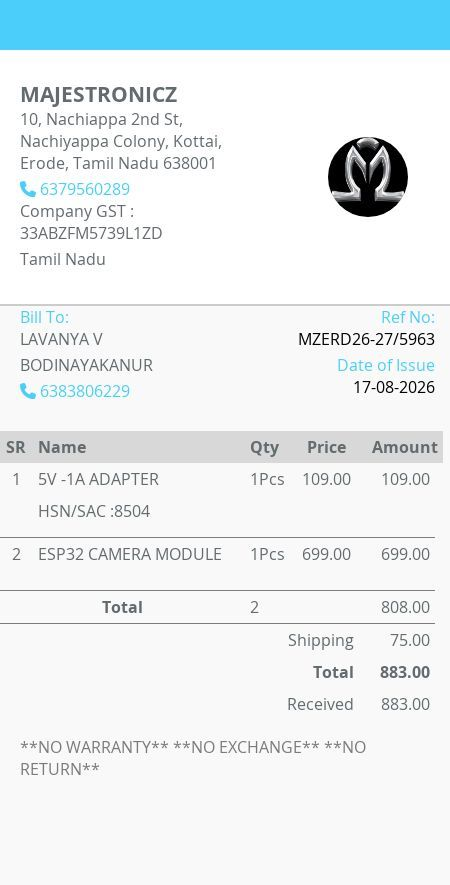 MAJESTRONICZ
10, Nachiappa 2nd St,
Nachiyappa Colony, Kottai,
Erode, Tamil Nadu 638001
6379560289
Company GST :
33ABZFM5739L1ZD
Tamil Nadu
Bill To: Ref No:
LAVANYA V MZERD26-27/5963
BODINAYAKANUR Date of Issue
6383806229 17-08-2026
SR Name Qty Price Amount
1 5V -1A ADAPTER 1Pcs 109.00 109.00
HSN/SAC :8504
2 ESP32 CAMERA MODULE 1Pcs 699.00 699.00
Total 2 808.00
Shipping 75.00
Total 883.00
Received 883.00
**NO WARRANTY** **NO EXCHANGE** **NO
RETURN**